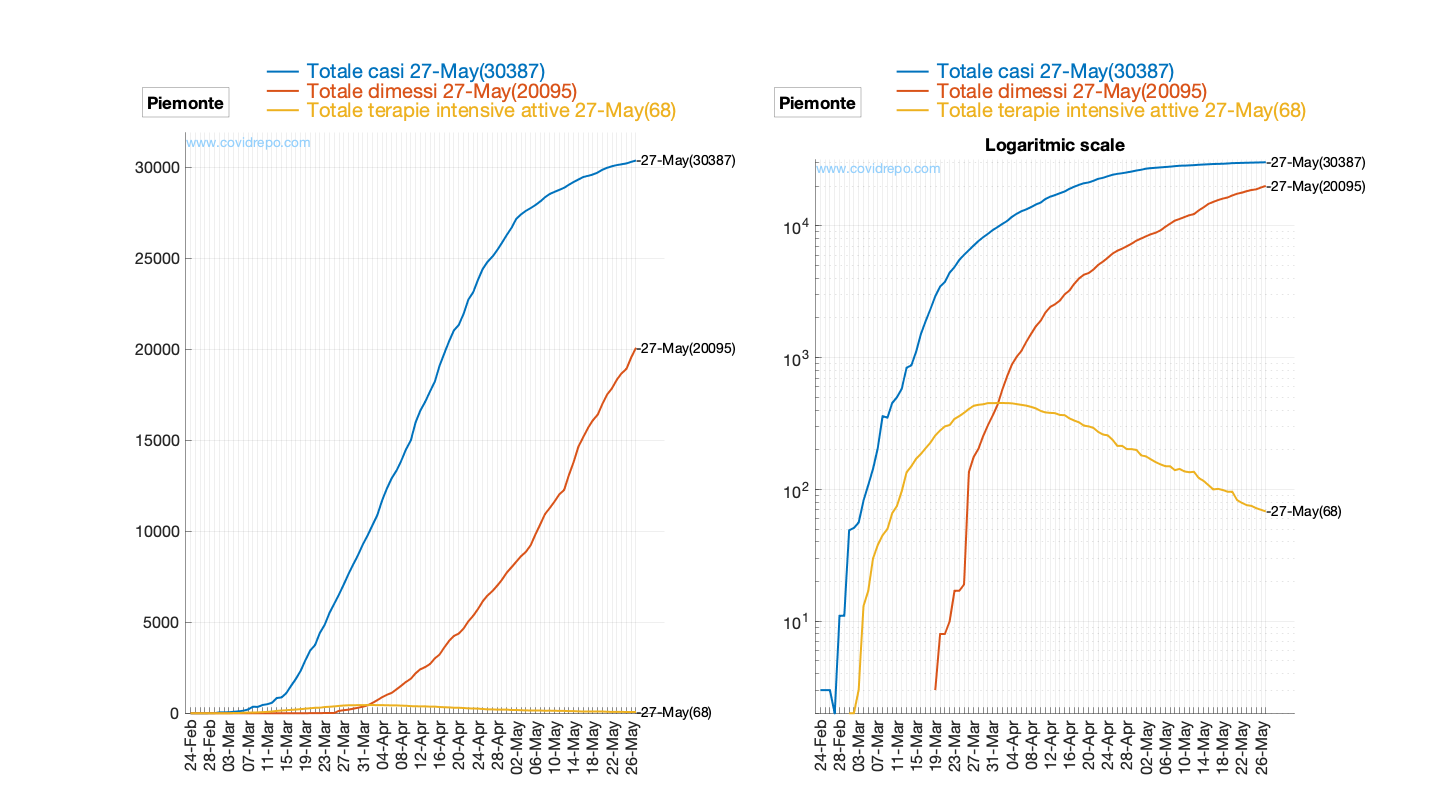 Totale casi 27-May(30387)
Totale dimessi 27-May(20095)
Totale terapie intensive attive 27-May(68)
Piemonte
www.covidrepo.com
30000
25000
20000
15000
10000
5000
0
-27-May(30387)
-27-May(20095)
-27-May(68)
24-Feb
28-Feb
03-Mar
07-Mar
11-Mar
15-Mar
19-Mar
23-Mar
27-Mar
31-Mar
04-Apr
08-Apr
12-Apr
16-Apr
20-Apr
24-Apr
28-Apr
02-May
06-May
10-May
14-May
18-May
22-May
26-May
Totale casi 27-May(30387)
Totale dimessi 27-May(20095)
Totale terapie intensive attive 27-May(68)
Piemonte
Logaritmic scale
www.covidrepo.com
10^4
10^3
10^2
10^1
-27-May(30387)
-27-May(20095)
-27-May(68)
24-Feb
28-Feb
03-Mar
07-Mar
11-Mar
15-Mar
19-Mar
23-Mar
27-Mar
31-Mar
04-Apr
08-Apr
12-Apr
16-Apr
20-Apr
24-Apr
28-Apr
02-May
06-May
10-May
14-May
18-May
22-May
26-May